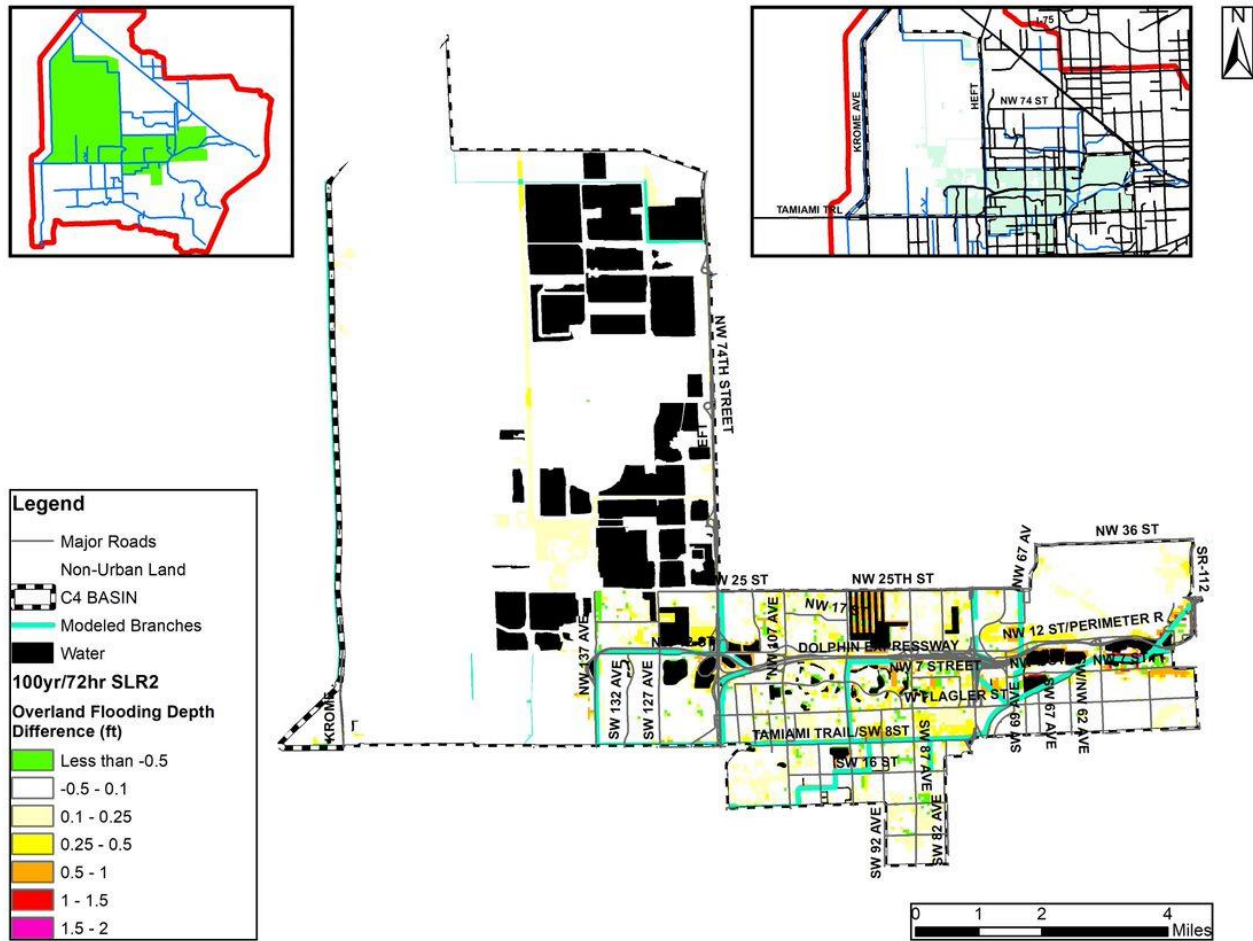 N
I-75
KROME AVE
HEFT
NW 74 ST
TAMIAMI TRL
NW 74TH STREET
Legend
Major Roads
Non-Urban Land
C4 BASIN
Modeled Branches
Water
100yr/72hr SLR2
Overland Flooding Depth
Difference (ft)
Less than -0.5
-0.5 - 0.1
0.1 - 0.25
0.25 - 0.5
0.5 - 1
1 - 1.5
1.5 - 2
KROME
NW 25TH ST
NW 67 AV
NW 36 ST
SR-112
NW 137 AVE
NW 107 AVE
NW 17 ST
NW 12 ST/PERIMETER R
DOLPHIN EXPRESSWAY
SW 132 AVE
SW 127 AVE
NW 7 STREET
W FLAGLER ST
SW 69 AVE
SW 67 AVE
W/NW 62 AVE
TAMIAMI TRAIL/SW 8ST
SW 16 ST
SW 87 AVE
SW 92 AVE
SW 82 AVE
0 1 2 4
Miles